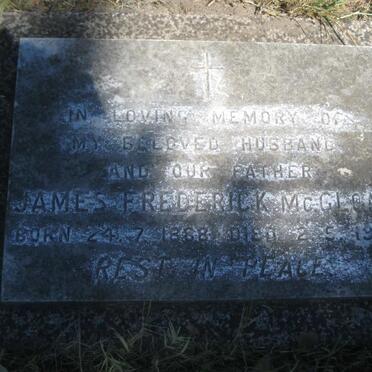 IN LOVING MEMORY OF
MY BELOVED HUSBAND
AND OUR FATHER
JAMES FREDERICK
BORN 24.7.1868 DIED 2.5.
REST IN PEACE